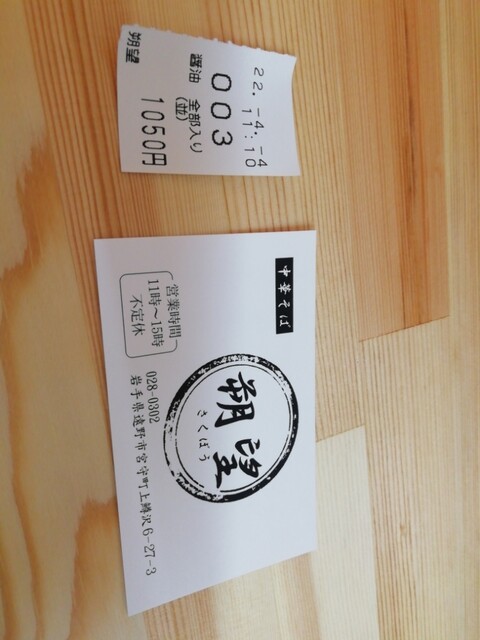 22.-4.-4
11:10
003
醤油 全部入り
(並)
1050円
朔望
中華そば
朔望
さくぼう
営業時間
11時〜15時
不定休
028-0302
岩手県遠野市宮守町上鱒沢6-27-3